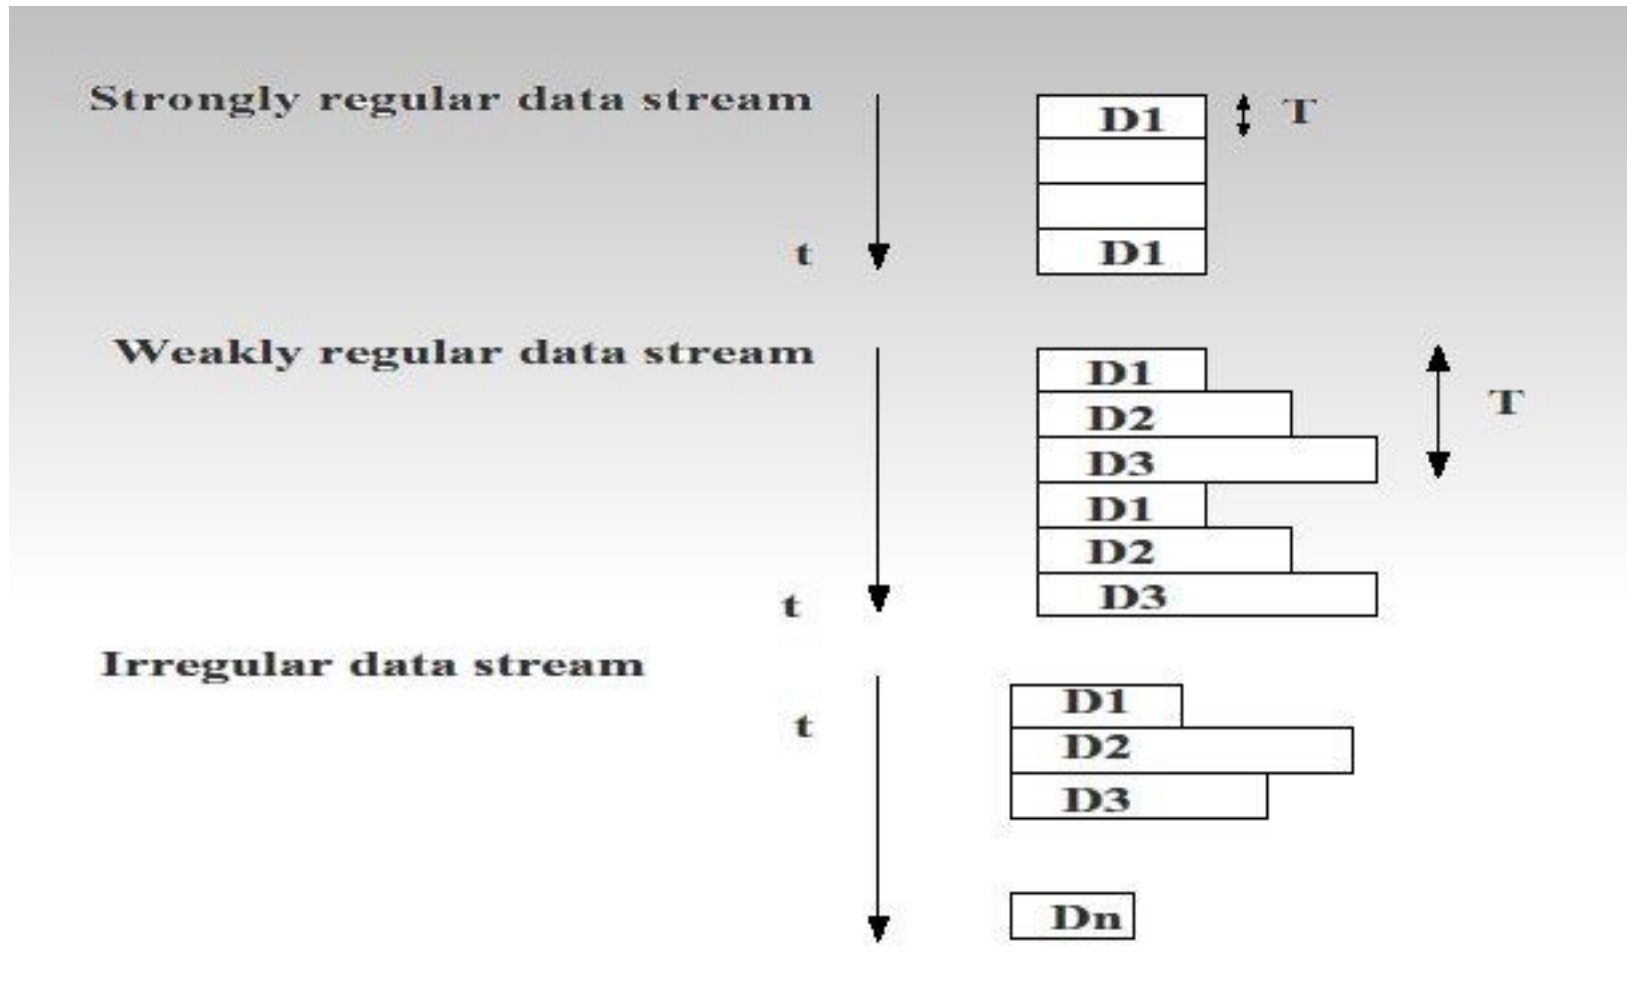 Strongly regular data stream
D1
T
t
D1
Weakly regular data stream
D1
D2
T
D3
D1
D2
t
D3
Irregular data stream
D1
t
D2
D3
Dn